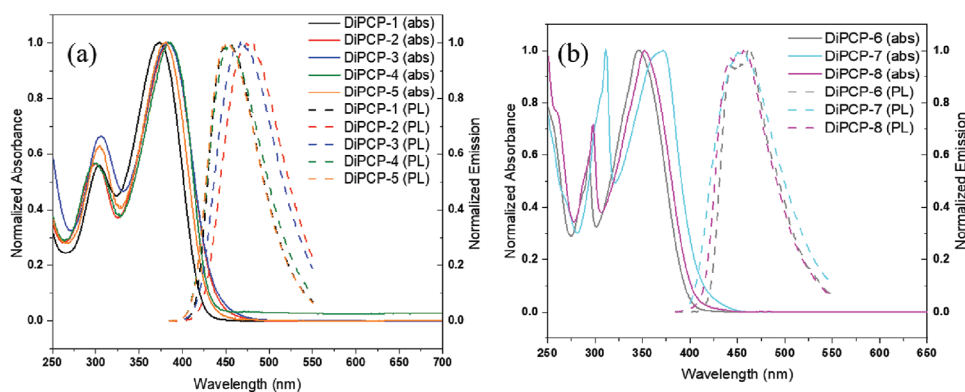 (a)
DiPCP-1 (abs)
DiPCP-2 (abs)
DiPCP-3 (abs)
DiPCP-4 (abs)
DiPCP-5 (abs)
DiPCP-1 (PL)
DiPCP-2 (PL)
DiPCP-3 (PL)
DiPCP-4 (PL)
DiPCP-5 (PL)
Normalized Absorbance
1.0
0.8
0.6
0.4
0.2
0.0
Normalized Emission
1.0
0.8
0.6
0.4
0.2
0.0
250 300 350 400 450 500 550 600 650 700
Wavelength (nm)
(b)
DiPCP-6 (abs)
DiPCP-7 (abs)
DiPCP-8 (abs)
DiPCP-6 (PL)
DiPCP-7 (PL)
DiPCP-8 (PL)
Normalized Absorbance
1.0
0.8
0.6
0.4
0.2
0.0
Normalized Emission
1.0
0.8
0.6
0.4
0.2
0.0
250 300 350 400 450 500 550 600 650
Wavelength (nm)